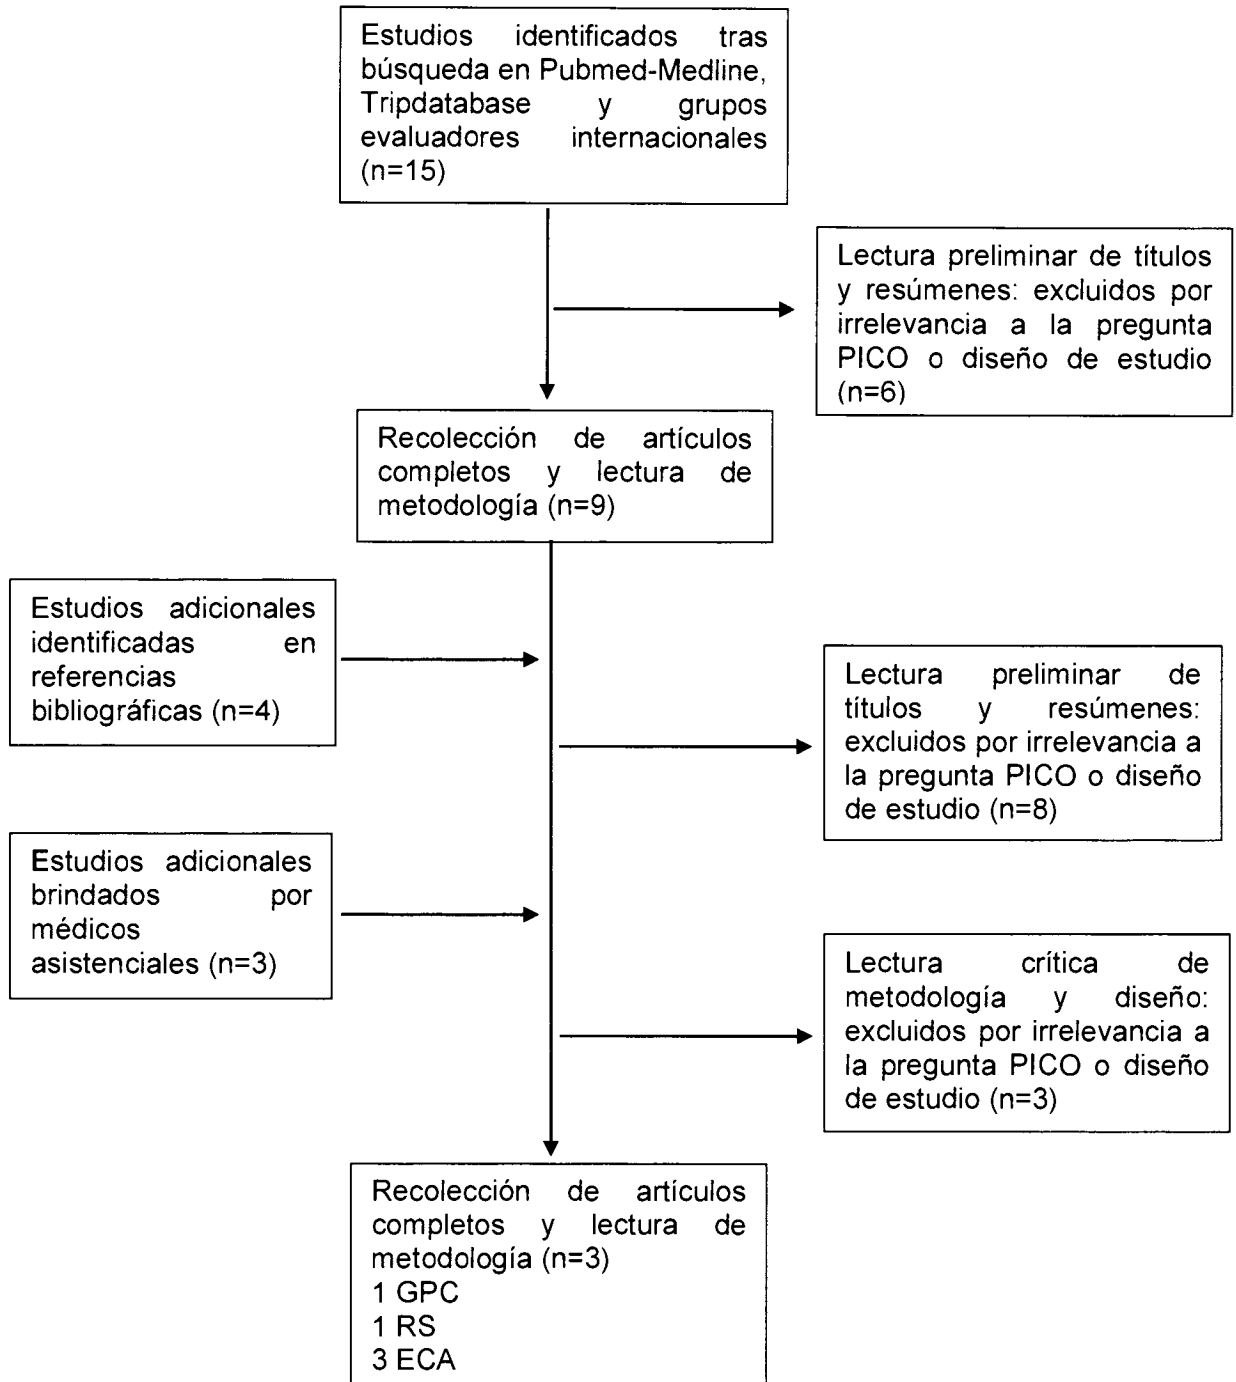 Estudios identificados tras
búsqueda en Pubmed-Medline,
Tripdatabase y grupos
evaluadores internacionales
(n=15)
Lectura preliminar de títulos
y resúmenes: excluidos por
irrelevancia a la pregunta
PICO o diseño de estudio
(n=6)
Recolección de artículos
completos y lectura de
metodología (n=9)
Estudios adicionales
identificadas en
referencias
bibliográficas (n=4)
Lectura preliminar de
títulos y resúmenes:
excluidos por irrelevancia a
la pregunta PICO o diseño
de estudio (n=8)
Estudios adicionales
brindados por
médicos
asistenciales (n=3)
Lectura crítica de
metodología y diseño:
excluidos por irrelevancia a
la pregunta PICO o diseño
de estudio (n=3)
Recolección de artículos
completos y lectura de
metodología (n=3)
1 GPC
1 RS
3 ECA